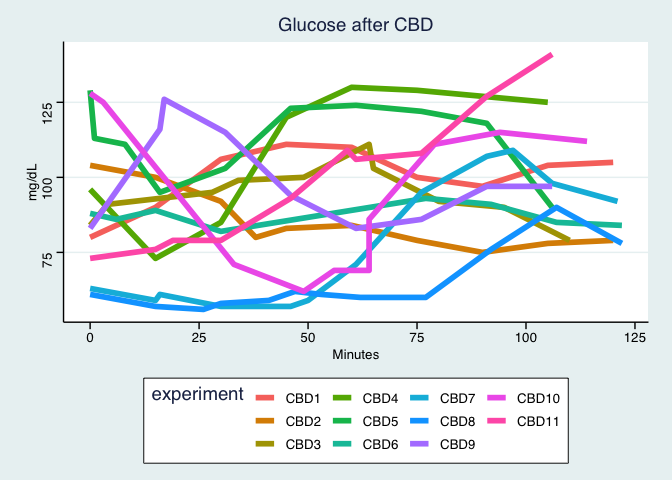 Glucose after CBD
mg/dL
125
100
75
0 25 50 75 100 125
Minutes
experiment
CBD1 CBD4 CBD7 CBD10
CBD2 CBD5 CBD8 CBD11
CBD3 CBD6 CBD9